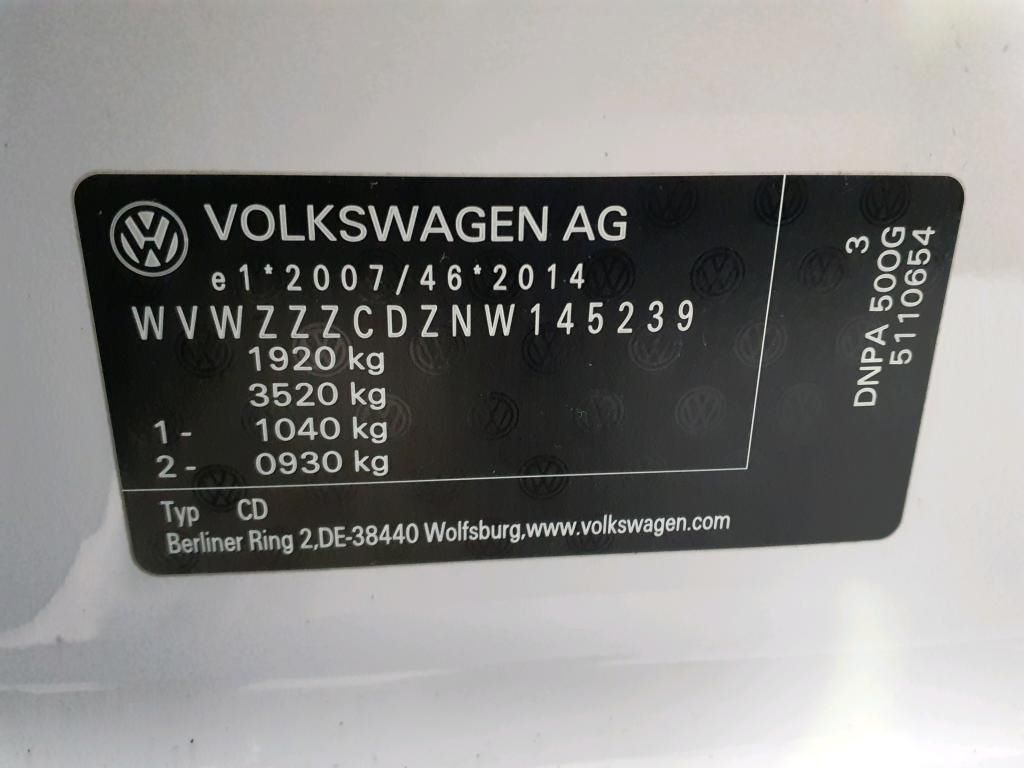 VOLKSWAGEN AG
e1*2007/46*2014
WVWZZZCDZNW145239
1920 kg
3520 kg
1- 1040 kg
2- 0930 kg
Typ CD
Berliner Ring 2,DE-38440 Wolfsburg,www.volkswagen.com
3
DNPA 500G
5110654